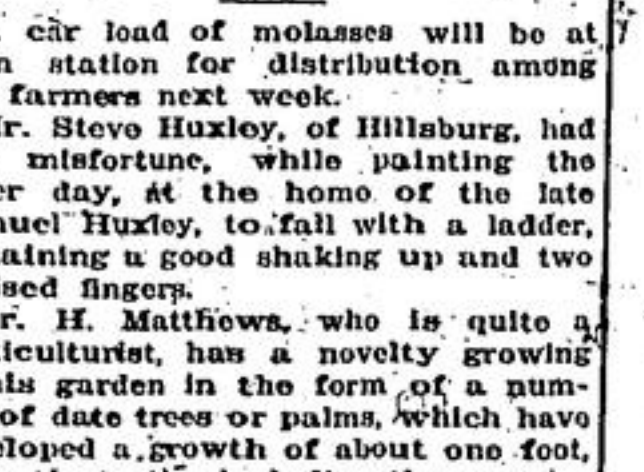 car load of molasses will be at
n station for distribution among
farmers next week.
r. Steve Huxley, of Hillsburg, had
misfortune, while painting the
er day, at the home of the late
uel Huxley, to fall with a ladder,
aining a good shaking up and two
sed fingers.
r. H. Matthews, who is quite a
iculturist, has a novelty growing
is garden in the form of a num-
of date trees or palms, which have
eloped a growth of about one foot,